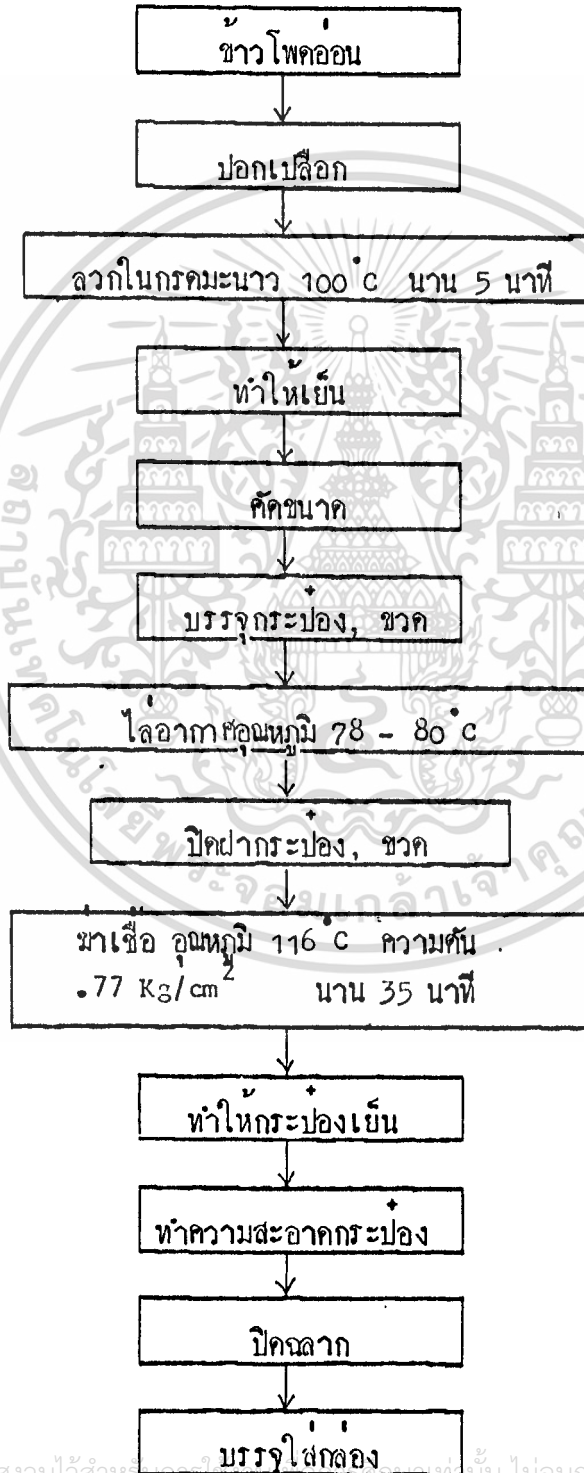 ข้าวโพดอ่อน
ปอกเปลือก
ลวกในกรดมะนาว 100°C นาน 5 นาที
ทำให้เย็น
คัดขนาด
บรรจุกระป๋อง, ขวด
ไล่อากาศอุณหภูมิ 78 - 80°C
ปิดฝากระป๋อง, ขวด
ฆ่าเชื้อ อุณหภูมิ 116°C ความดัน
.77 Kg/cm² นาน 35 นาที
ทำให้กระป๋องเย็น
ทำความสะอาดกระป๋อง
ปิดฉลาก
บรรจุใส่กล่อง